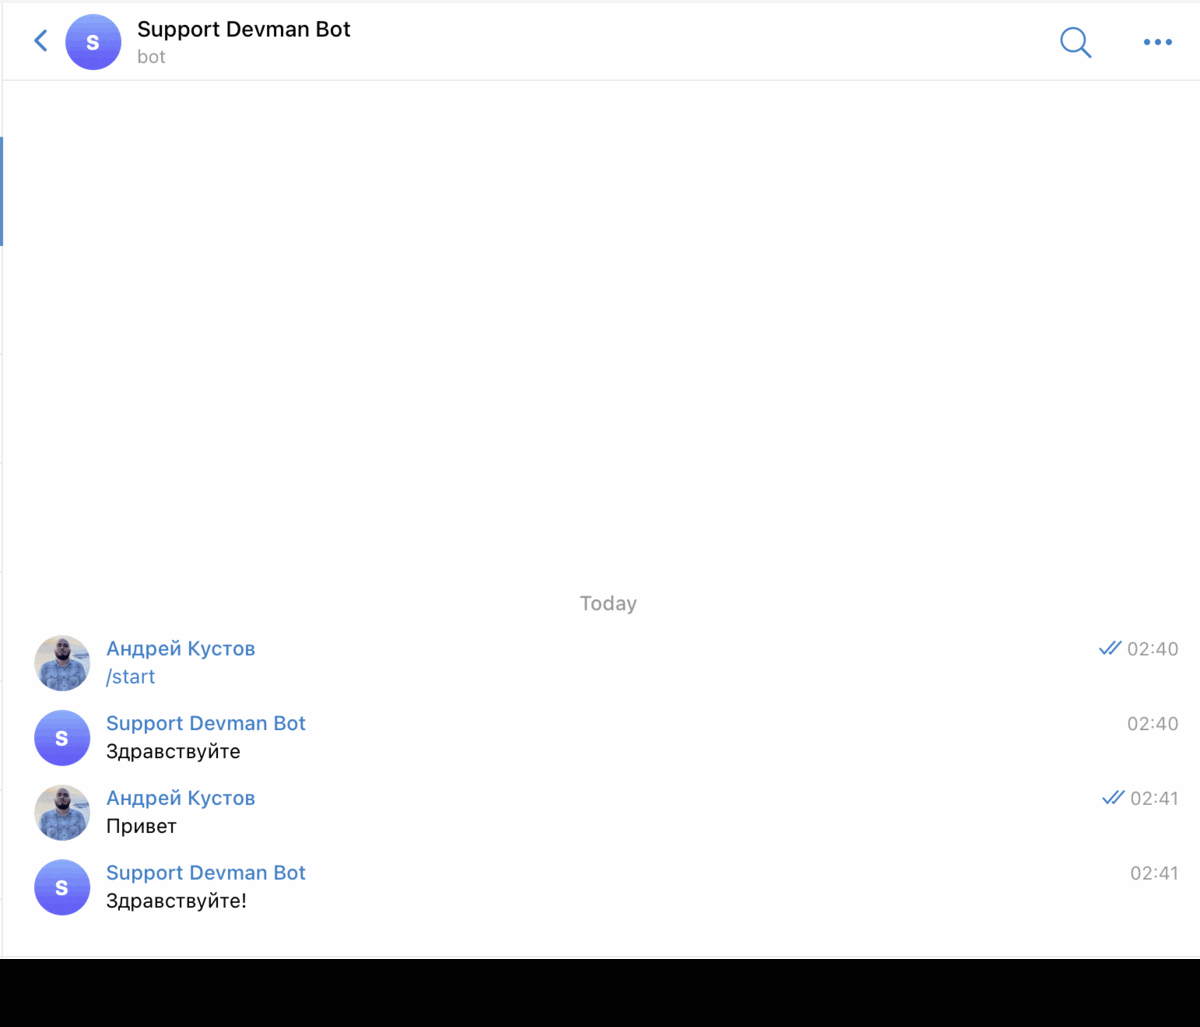 S
Support Devman Bot
bot
Today
Андрей Кустов
02:40
/start
S
Support Devman Bot
02:40
Здравствуйте
Андрей Кустов
02:41
Привет
S
Support Devman Bot
02:41
Здравствуйте!